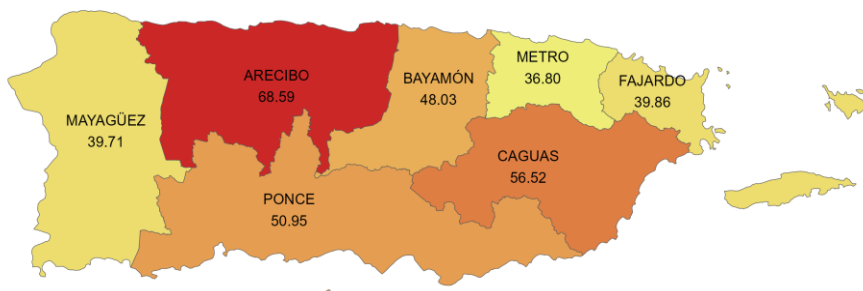 METRO
36.80
ARECIBO
68.59
BAYAMÓN
48.03
FAJARDO
39.86
MAYAGÜEZ
39.71
CAGUAS
56.52
PONCE
50.95